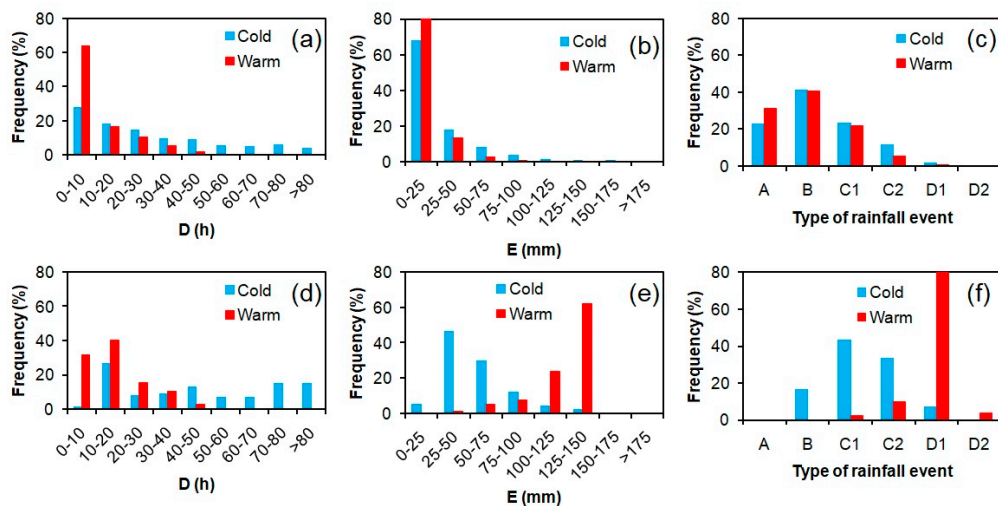 80
60
40
20
0
Frequency (%)
Cold
Warm
(a)
0-10
10-20
20-30
30-40
40-50
50-60
60-70
70-80
>80
D (h)
80
60
40
20
0
Frequency (%)
Cold
Warm
(b)
0-25
25-50
50-75
75-100
100-125
125-150
150-175
>175
E (mm)
80
60
40
20
0
Frequency (%)
Cold
Warm
(c)
A B C1 C2 D1 D2
Type of rainfall event
80
60
40
20
0
Frequency (%)
Cold
Warm
(d)
0-10
10-20
20-30
30-40
40-50
50-60
60-70
70-80
>80
D (h)
80
60
40
20
0
Frequency (%)
Cold
Warm
(e)
0-25
25-50
50-75
75-100
100-125
125-150
150-175
>175
E (mm)
80
60
40
20
0
Frequency (%)
Cold
Warm
(f)
A B C1 C2 D1 D2
Type of rainfall event